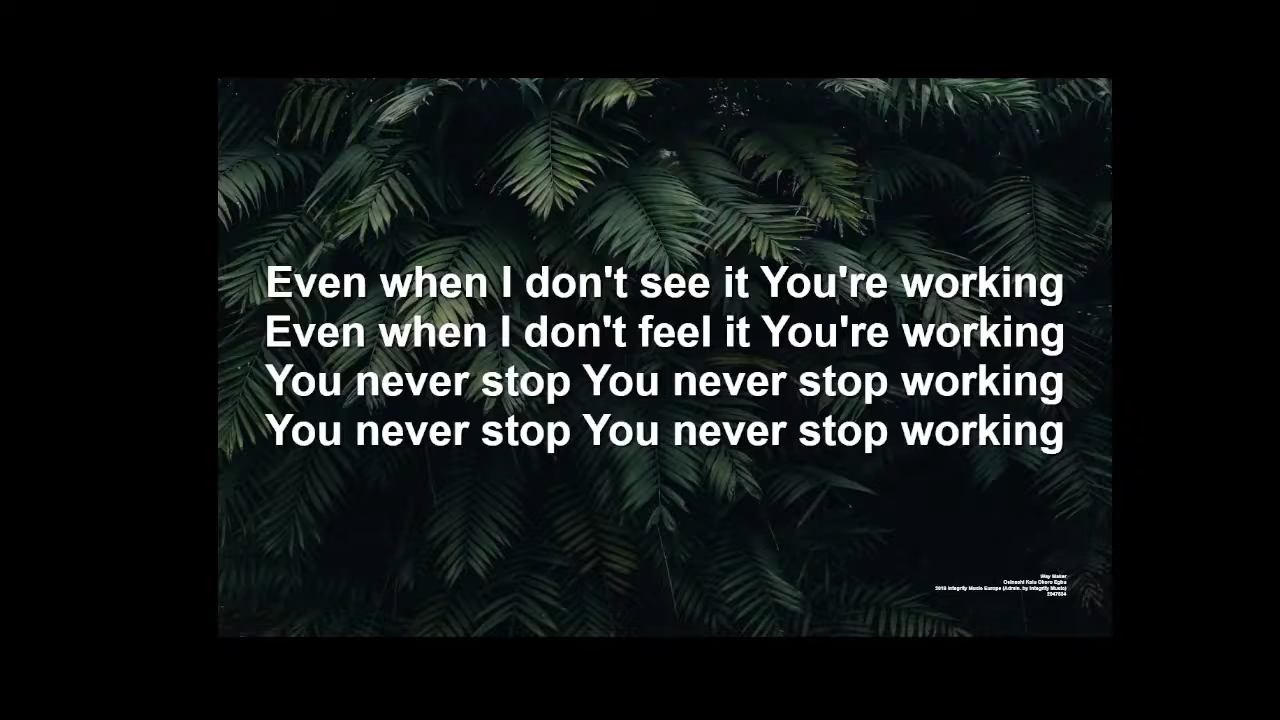 Even when I don't see it You're working
Even when I don't feel it You're working
You never stop You never stop working
You never stop You never stop working
Way Maker
Osinachi Kalu Okoro Egbu
Integrity Music Europe (Admin. by Integrity Music)